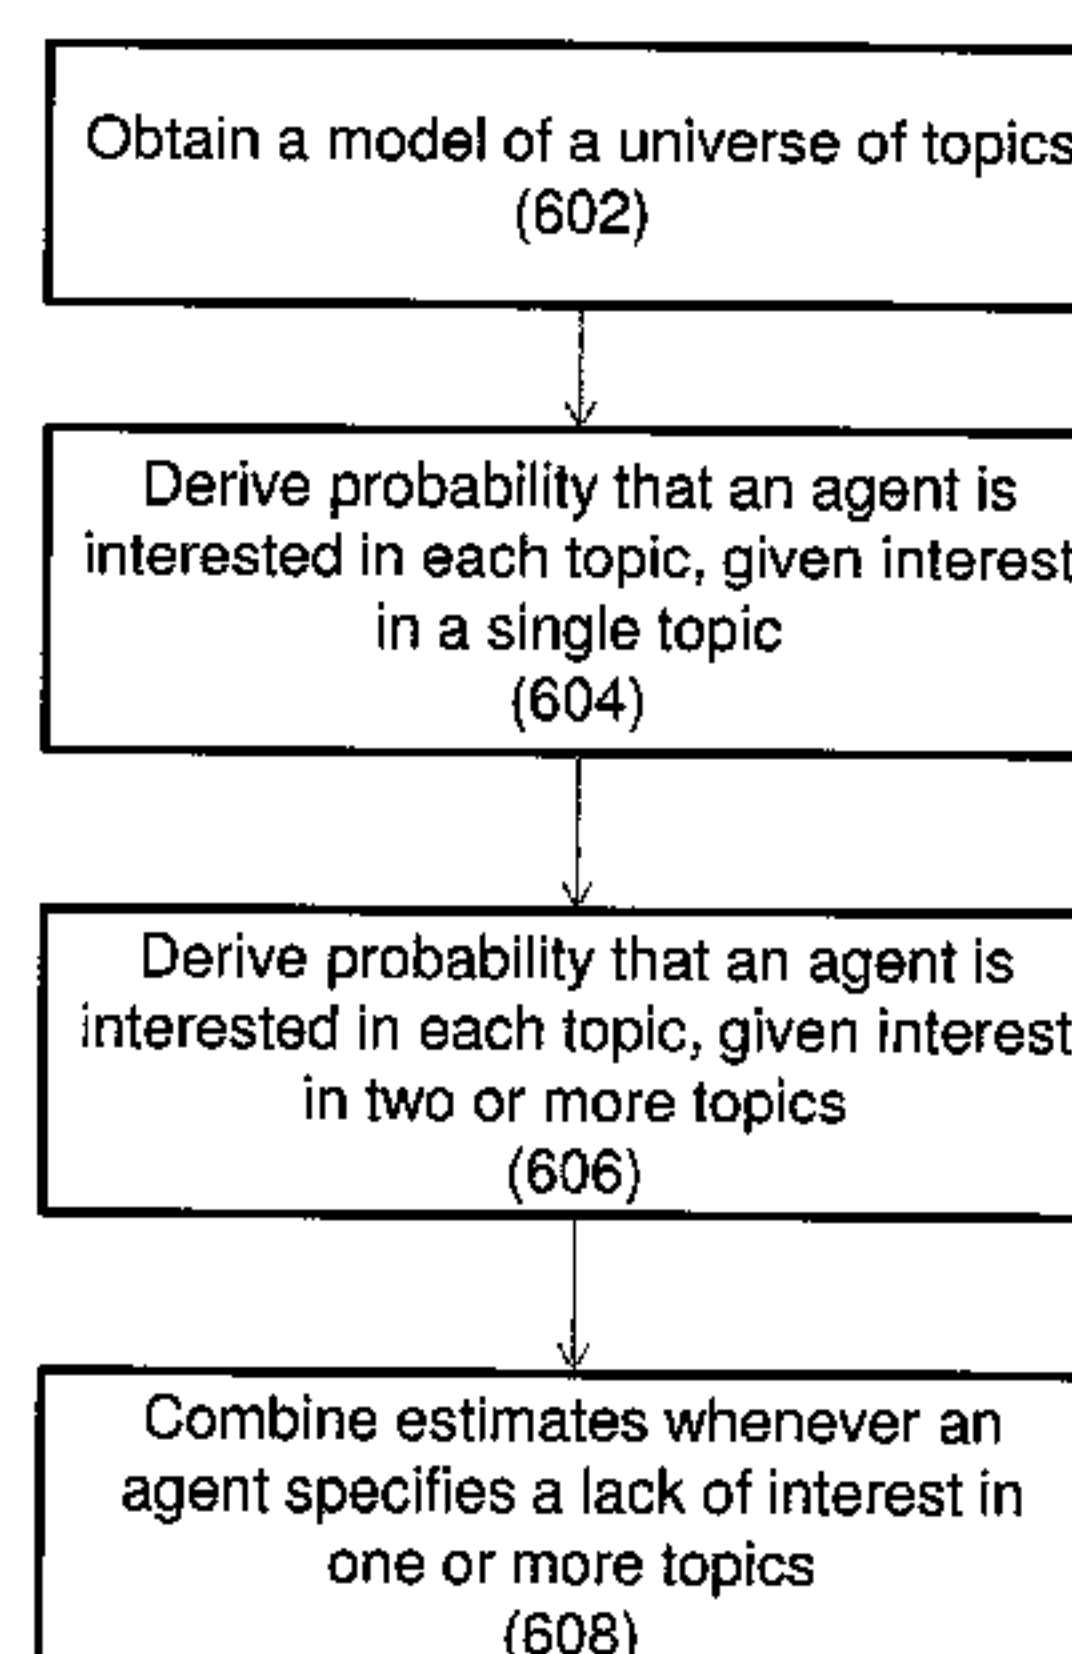 Obtain a model of a universe of topics
(602)
Derive probability that an agent is
interested in each topic, given interest
in a single topic
(604)
Derive probability that an agent is
interested in each topic, given interest
in two or more topics
(606)
Combine estimates whenever an
agent specifies a lack of interest in
one or more topics
(608)